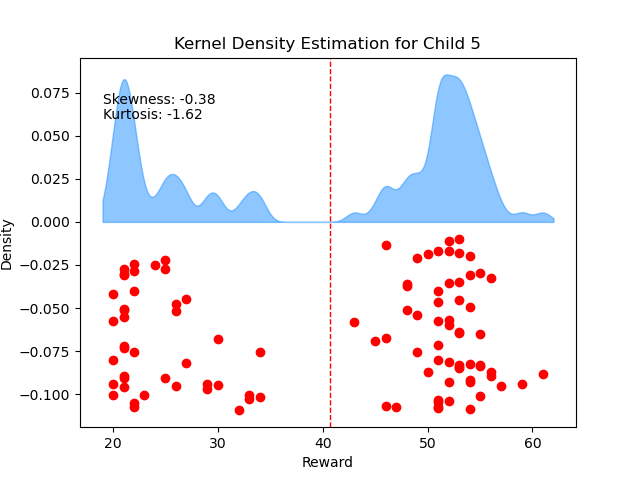 Kernel Density Estimation for Child 5
Skewness: -0.38
Kurtosis: -1.62
0.075
0.050
0.025
0.000
−0.025
−0.050
−0.075
−0.100
Density
20 30 40 50 60
Reward